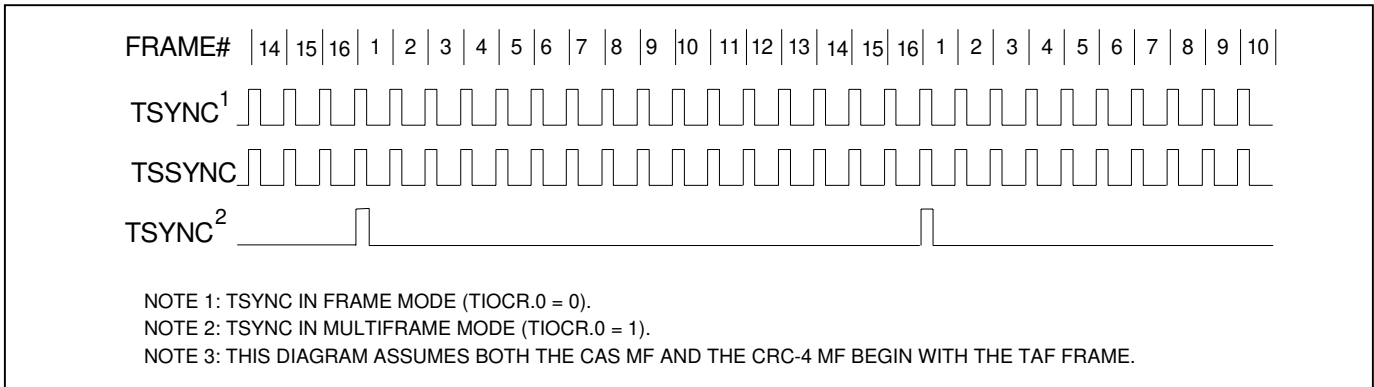 FRAME# 14 15 16 1 2 3 4 5 6 7 8 9 10 11 12 13 14 15 16 1 2 3 4 5 6 7 8 9 10
TSYNC1
TSSYNC
TSYNC2
NOTE 1: TSYNC IN FRAME MODE (TIOCR.0 = 0).
NOTE 2: TSYNC IN MULTIFRAME MODE (TIOCR.0 = 1).
NOTE 3: THIS DIAGRAM ASSUMES BOTH THE CAS MF AND THE CRC-4 MF BEGIN WITH THE TAF FRAME.